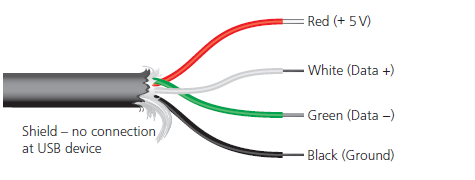 Red (+ 5 V)
White (Data +)
Green (Data –)
Shield – no connection
at USB device
Black (Ground)